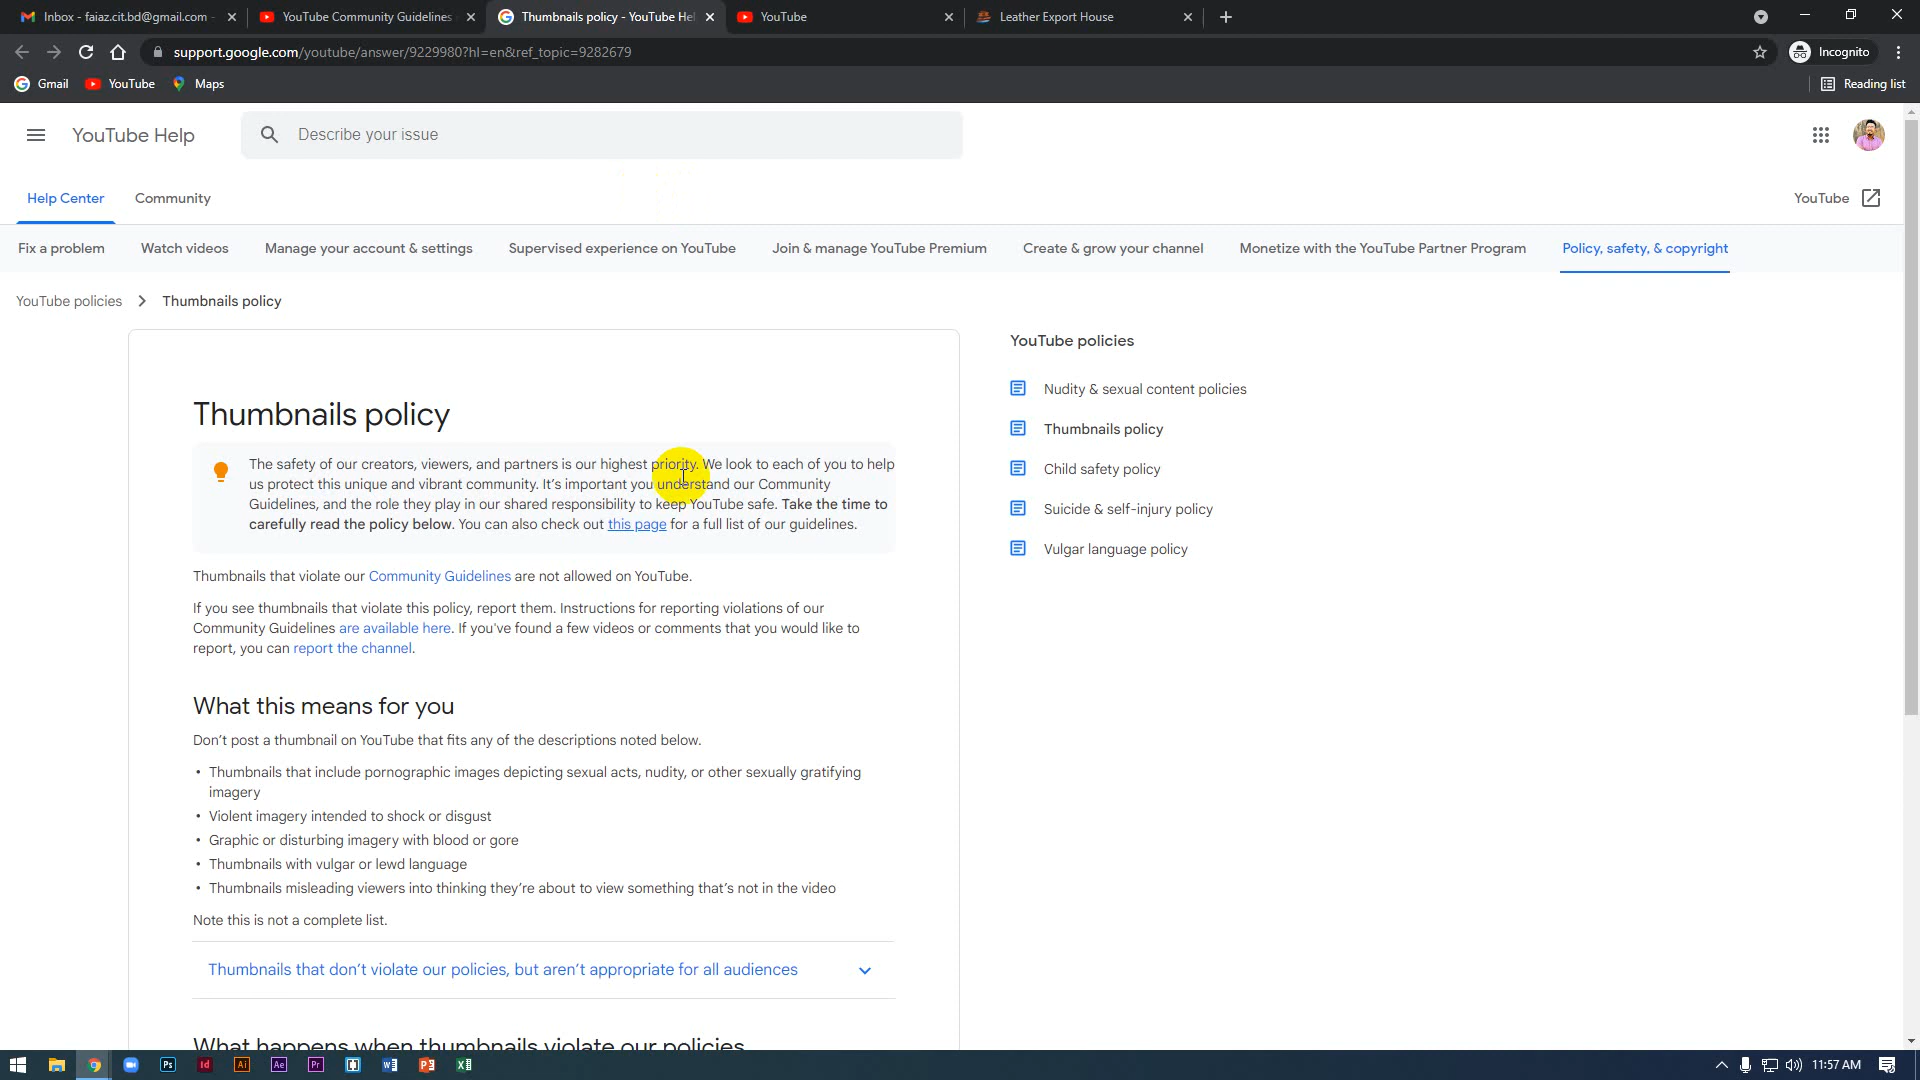 Inbox - faiaz.cit.bd@gmail.com -
YouTube Community Guidelines
Thumbnails policy - YouTube Hel
YouTube
Leather Export House
support.google.com/youtube/answer/9229980?hl=en&ref_topic=9282679
Incognito
Gmail
YouTube
Maps
Reading list
YouTube Help
Describe your issue
Help Center
Community
YouTube
Fix a problem
Watch videos
Manage your account & settings
Supervised experience on YouTube
Join & manage YouTube Premium
Create & grow your channel
Monetize with the YouTube Partner Program
Policy, safety, & copyright
YouTube policies
Thumbnails policy
Thumbnails policy
The safety of our creators, viewers, and partners is our highest priority. We look to each of you to help
us protect this unique and vibrant community. It's important you understand our Community
Guidelines, and the role they play in our shared responsibility to keep YouTube safe. Take the time to
carefully read the policy below. You can also check out this page for a full list of our guidelines.
Thumbnails that violate our Community Guidelines are not allowed on YouTube.
If you see thumbnails that violate this policy, report them. Instructions for reporting violations of our
Community Guidelines are available here. If you've found a few videos or comments that you would like to
report, you can report the channel.
What this means for you
Don't post a thumbnail on YouTube that fits any of the descriptions noted below.
• Thumbnails that include pornographic images depicting sexual acts, nudity, or other sexually gratifying
imagery
• Violent imagery intended to shock or disgust
• Graphic or disturbing imagery with blood or gore
• Thumbnails with vulgar or lewd language
• Thumbnails misleading viewers into thinking they're about to view something that's not in the video
Note this is not a complete list.
Thumbnails that don't violate our policies, but aren't appropriate for all audiences
What happens when thumbnails violate our policies
YouTube policies
Nudity & sexual content policies
Thumbnails policy
Child safety policy
Suicide & self-injury policy
Vulgar language policy
Ps
Id
Ai
Ae
Pr
11:57 AM